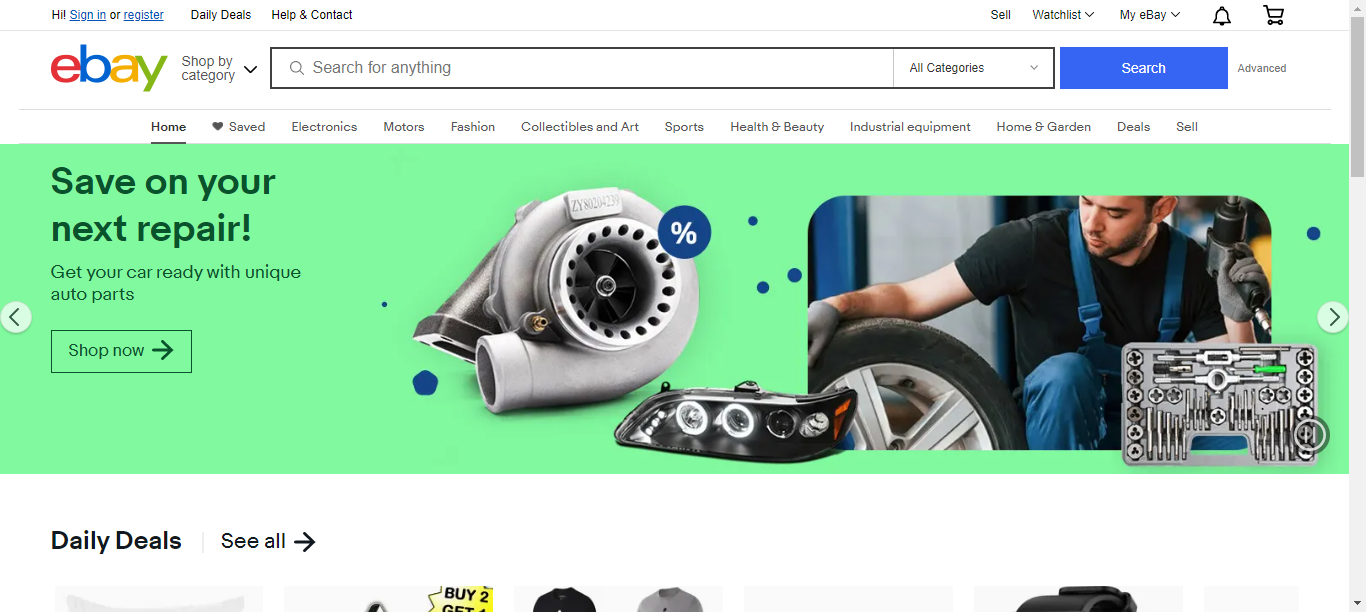 Hi! Sign in or register
Daily Deals
Help & Contact
Sell
Watchlist
My eBay
ebay
Shop by
category
Search for anything
All Categories
Search
Advanced
Home
Saved
Electronics
Motors
Fashion
Collectibles and Art
Sports
Health & Beauty
Industrial equipment
Home & Garden
Deals
Sell
Save on your
next repair!
Get your car ready with unique
auto parts
Shop now
ZY80204239
%
Daily Deals
See all
BUY 2
GET 1